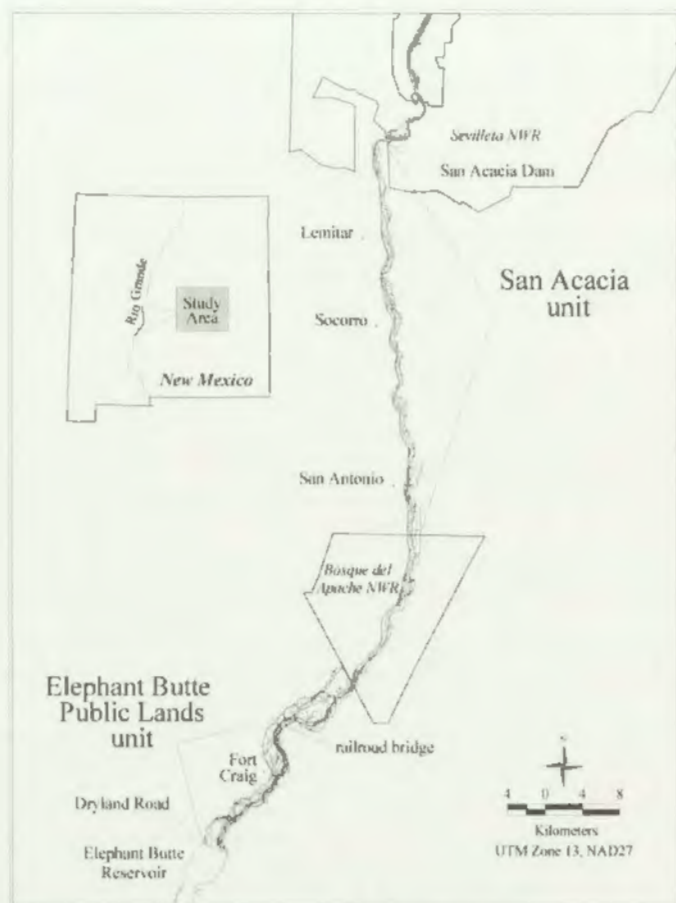 Sevilleta NWR
San Acacia Dam
Lemitar
San Acacia
unit
Rio Grande
Study
Area
Socorro
New Mexico
San Antonio
Bosque del
Apache NWR
Elephant Butte
Public Lands
unit
railroad bridge
Fort
Craig
Dryland Road
Elephant Butte
Reservoir
N
4 0 4 8
Kilometers
UTM Zone 13, NAD27